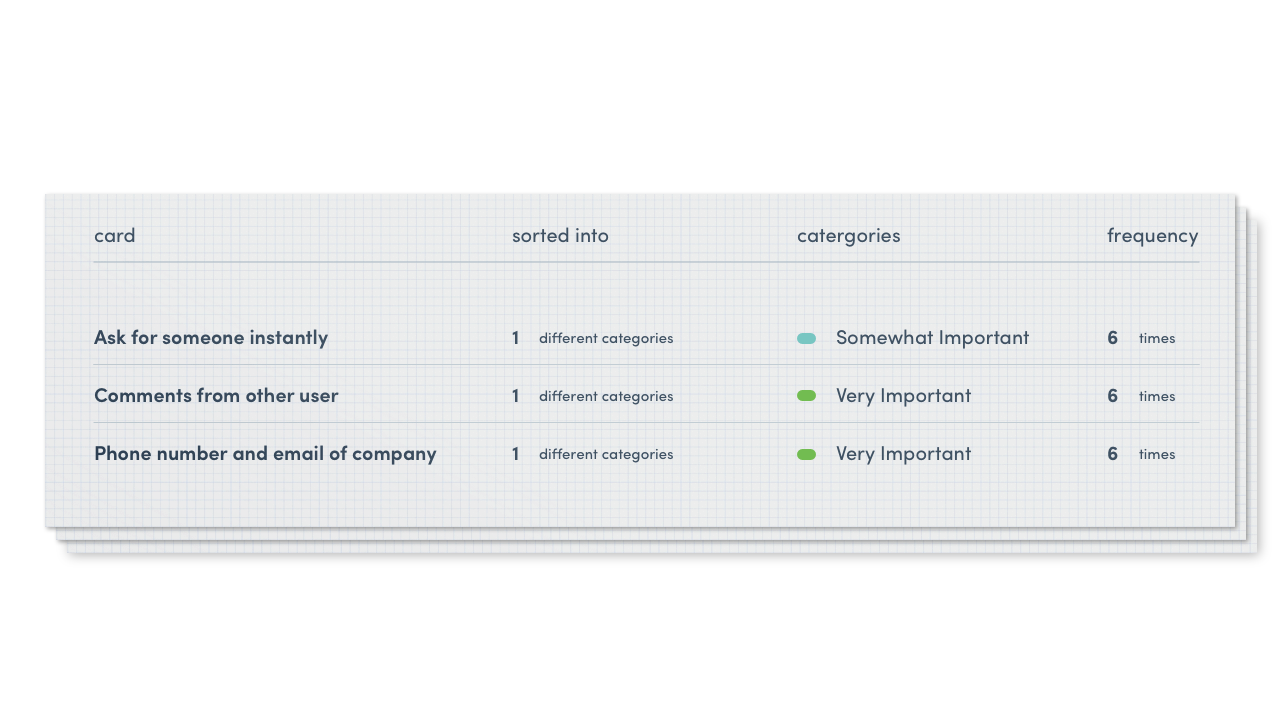 card sorted into catergories frequency
Ask for someone instantly 1 different categories Somewhat Important 6 times
Comments from other user 1 different categories Very Important 6 times
Phone number and email of company 1 different categories Very Important 6 times